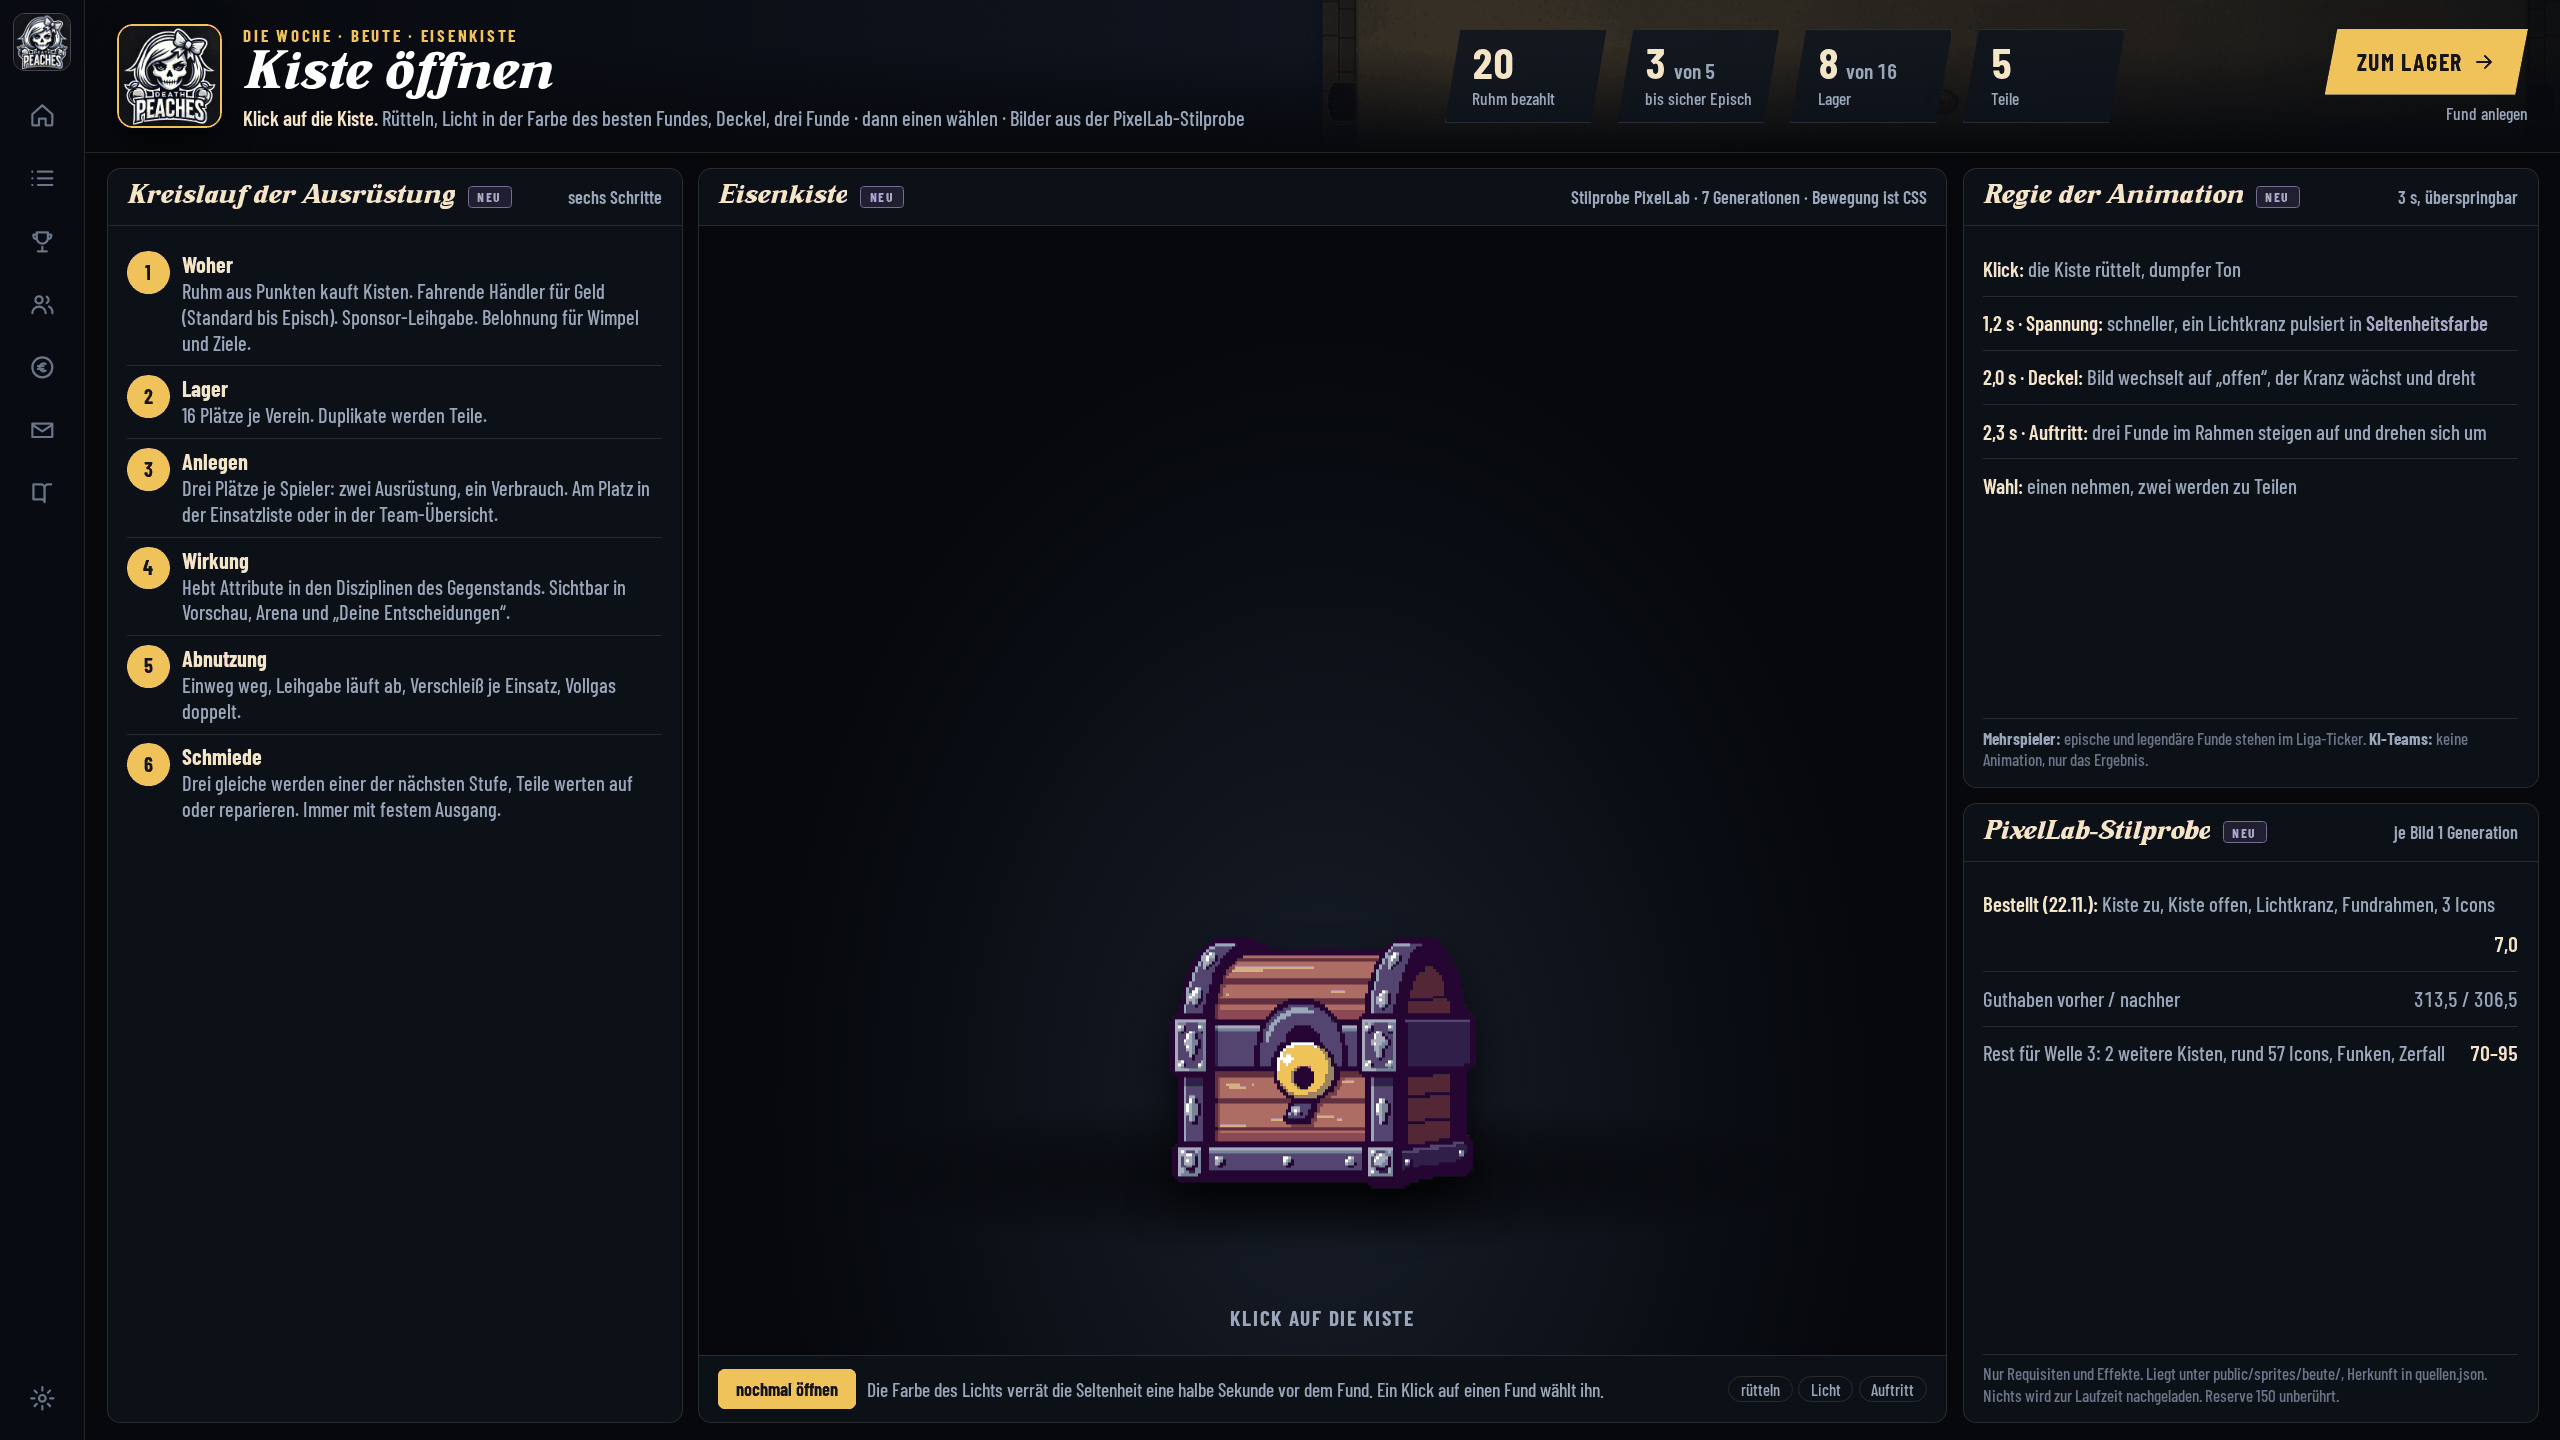 DEATH
PEACHES
DEATH
PEACHES
DIE WOCHE · BEUTE · EISENKISTE
Kiste öffnen
Klick auf die Kiste. Rütteln, Licht in der Farbe des besten Fundes, Deckel, drei Funde · dann einen wählen · Bilder aus der PixelLab-Stilprobe
20
Ruhm bezahlt
3 von 5
bis sicher Episch
8 von 16
Lager
5
Teile
ZUM LAGER →
Fund anlegen
Kreislauf der Ausrüstung NEU sechs Schritte
1 Woher
Ruhm aus Punkten kauft Kisten. Fahrende Händler für Geld
(Standard bis Episch). Sponsor-Leihgabe. Belohnung für Wimpel
und Ziele.
2 Lager
16 Plätze je Verein. Duplikate werden Teile.
3 Anlegen
Drei Plätze je Spieler: zwei Ausrüstung, ein Verbrauch. Am Platz in
der Einsatzliste oder in der Team-Übersicht.
4 Wirkung
Hebt Attribute in den Disziplinen des Gegenstands. Sichtbar in
Vorschau, Arena und „Deine Entscheidungen“.
5 Abnutzung
Einweg weg, Leihgabe läuft ab, Verschleiß je Einsatz, Vollgas
doppelt.
6 Schmiede
Drei gleiche werden einer der nächsten Stufe, Teile werten auf
oder reparieren. Immer mit festem Ausgang.
Eisenkiste NEU Stilprobe PixelLab · 7 Generationen · Bewegung ist CSS
KLICK AUF DIE KISTE
nochmal öffnen Die Farbe des Lichts verrät die Seltenheit eine halbe Sekunde vor dem Fund. Ein Klick auf einen Fund wählt ihn. rütteln Licht Auftritt
Regie der Animation NEU 3 s, überspringbar
Klick: die Kiste rüttelt, dumpfer Ton
1,2 s · Spannung: schneller, ein Lichtkranz pulsiert in Seltenheitsfarbe
2,0 s · Deckel: Bild wechselt auf „offen“, der Kranz wächst und dreht
2,3 s · Auftritt: drei Funde im Rahmen steigen auf und drehen sich um
Wahl: einen nehmen, zwei werden zu Teilen
Mehrspieler: epische und legendäre Funde stehen im Liga-Ticker. KI-Teams: keine
Animation, nur das Ergebnis.
PixelLab-Stilprobe NEU je Bild 1 Generation
Bestellt (22.11.): Kiste zu, Kiste offen, Lichtkranz, Fundrahmen, 3 Icons
7,0
Guthaben vorher / nachher 313,5 / 306,5
Rest für Welle 3: 2 weitere Kisten, rund 57 Icons, Funken, Zerfall 70–95
Nur Requisiten und Effekte. Liegt unter public/sprites/beute/, Herkunft in quellen.json.
Nichts wird zur Laufzeit nachgeladen. Reserve 150 unberührt.